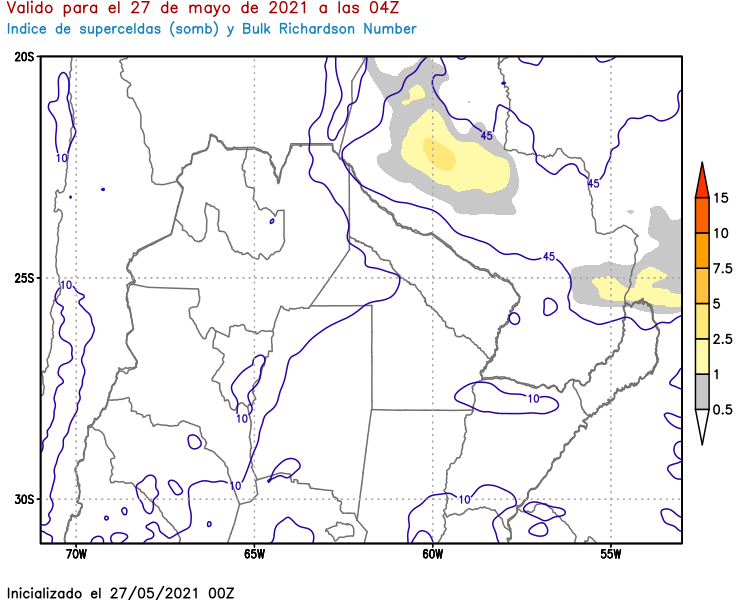 Valido para el 27 de mayo de 2021 a las 04Z
Indice de superceldas (somb) y Bulk Richardson Number
20S
45
10
45
45
25S
10
10
10
10
10
30S
70W
65W
60W
55W
15
10
7.5
5
2.5
1
0.5
Inicializado el 27/05/2021 00Z